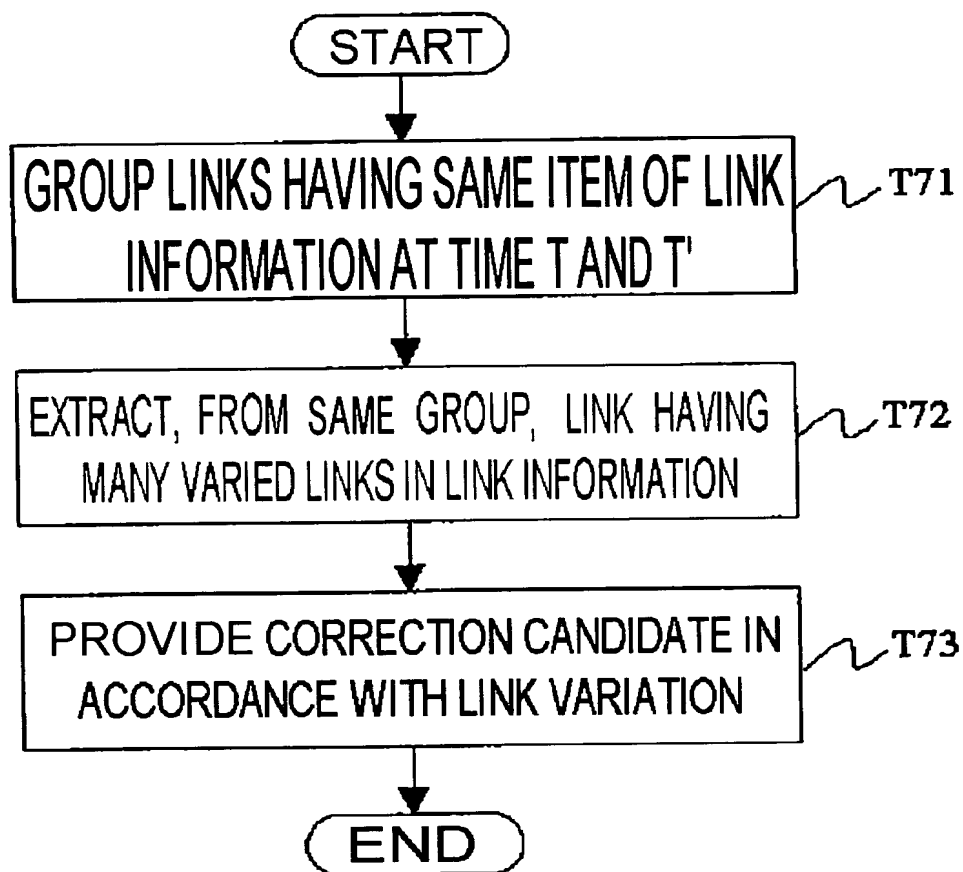 START
GROUP LINKS HAVING SAME ITEM OF LINK
INFORMATION AT TIME T AND T'
T71
EXTRACT, FROM SAME GROUP, LINK HAVING
MANY VARIED LINKS IN LINK INFORMATION
T72
PROVIDE CORRECTION CANDIDATE IN
ACCORDANCE WITH LINK VARIATION
T73
END